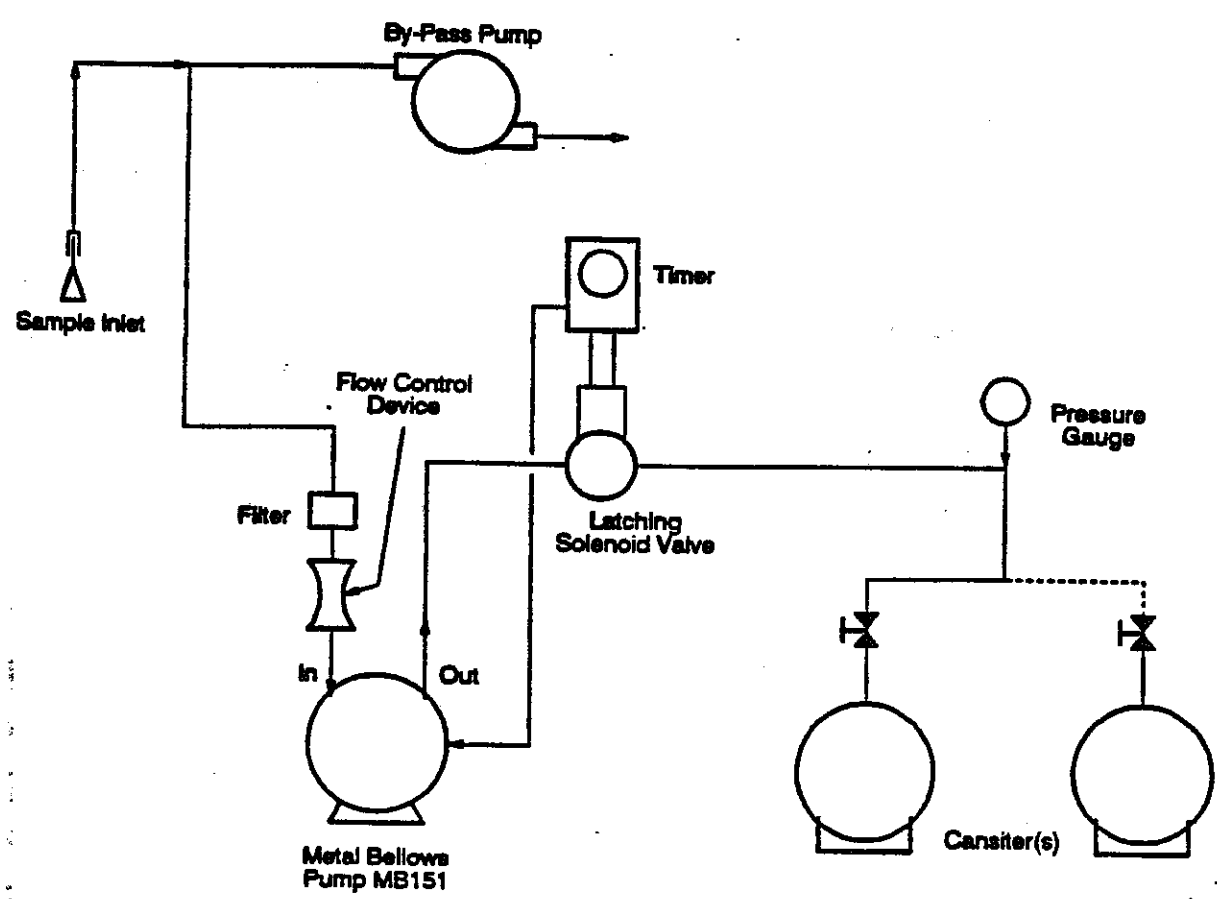 By-Pass Pump
Timer
Sample Inlet
Flow Control
Device
Pressure
Gauge
Filter
Latching
Solenoid Valve
In
Out
Cansiter(s)
Metal Bellows
Pump MB151